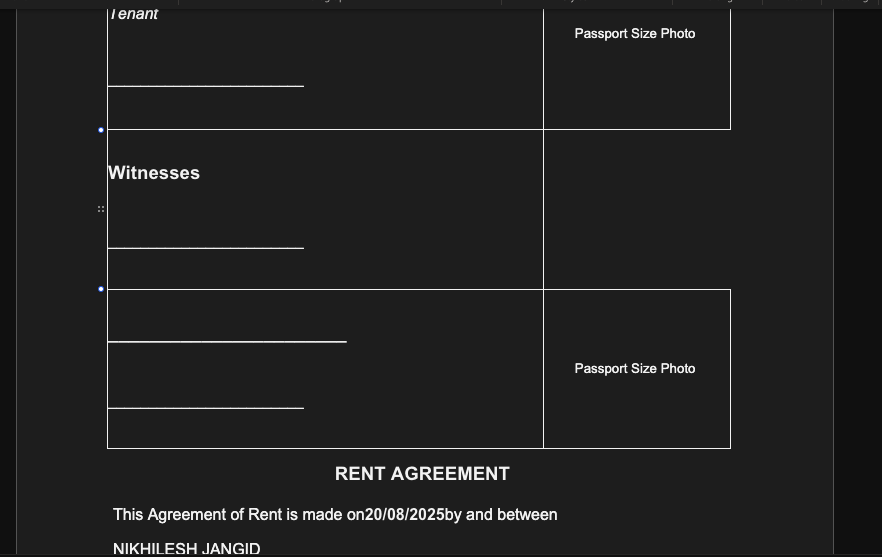 Tenant
Passport Size Photo
Witnesses
Passport Size Photo
RENT AGREEMENT
This Agreement of Rent is made on20/08/2025by and between
NIKHILESH JANGID